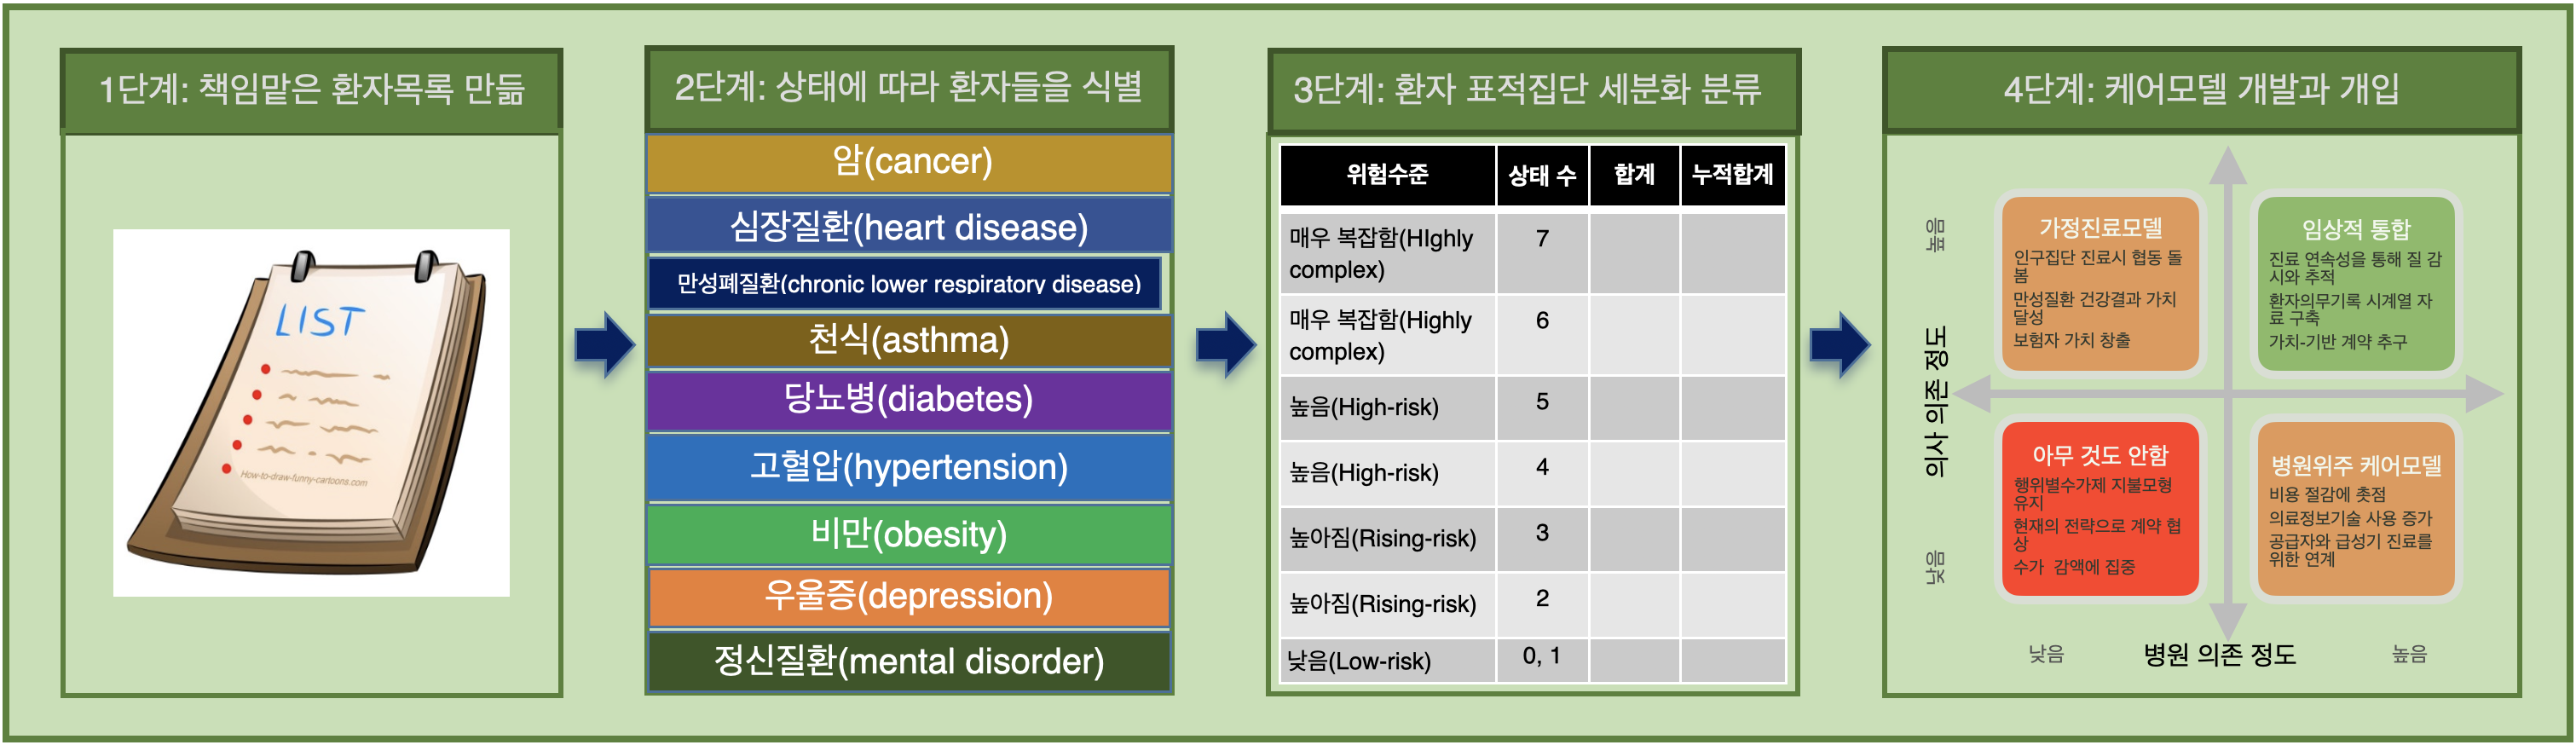 1단계: 책임맡은 환자목록 만듦
LIST
How-to-draw-funny-cartoons.com
2단계: 상태에 따라 환자들을 식별
암(cancer)
심장질환(heart disease)
만성폐질환(chronic lower respiratory disease)
천식(asthma)
당뇨병(diabetes)
고혈압(hypertension)
비만(obesity)
우울증(depression)
정신질환(mental disorder)
3단계: 환자 표적집단 세분화 분류
위험수준 상태 수 합계 누적합계
매우 복잡함(HIghly 7
complex)
매우 복잡함(Highly 6
complex)
높음(High-risk) 5
높음(High-risk) 4
높아짐(Rising-risk) 3
높아짐(Rising-risk) 2
낮음(Low-risk) 0, 1
4단계: 케어모델 개발과 개입
의사 의존 정도
높음
낮음
가정진료모델
인구집단 진료시 협동 돌
봄
만성질환 건강결과 가치
달성
보험자 가치 창출
임상적 통합
진료 연속성을 통해 질 감
시와 추적
환자의무기록 시계열 자
료 구축
가치-기반 계약 추구
아무 것도 안함
행위별수가제 지불모형
유지
현재의 전략으로 계약 협
상
수가 감액에 집중
병원위주 케어모델
비용 절감에 촛점
의료정보기술 사용 증가
공급자와 급성기 진료를
위한 연계
낮음 병원 의존 정도 높음